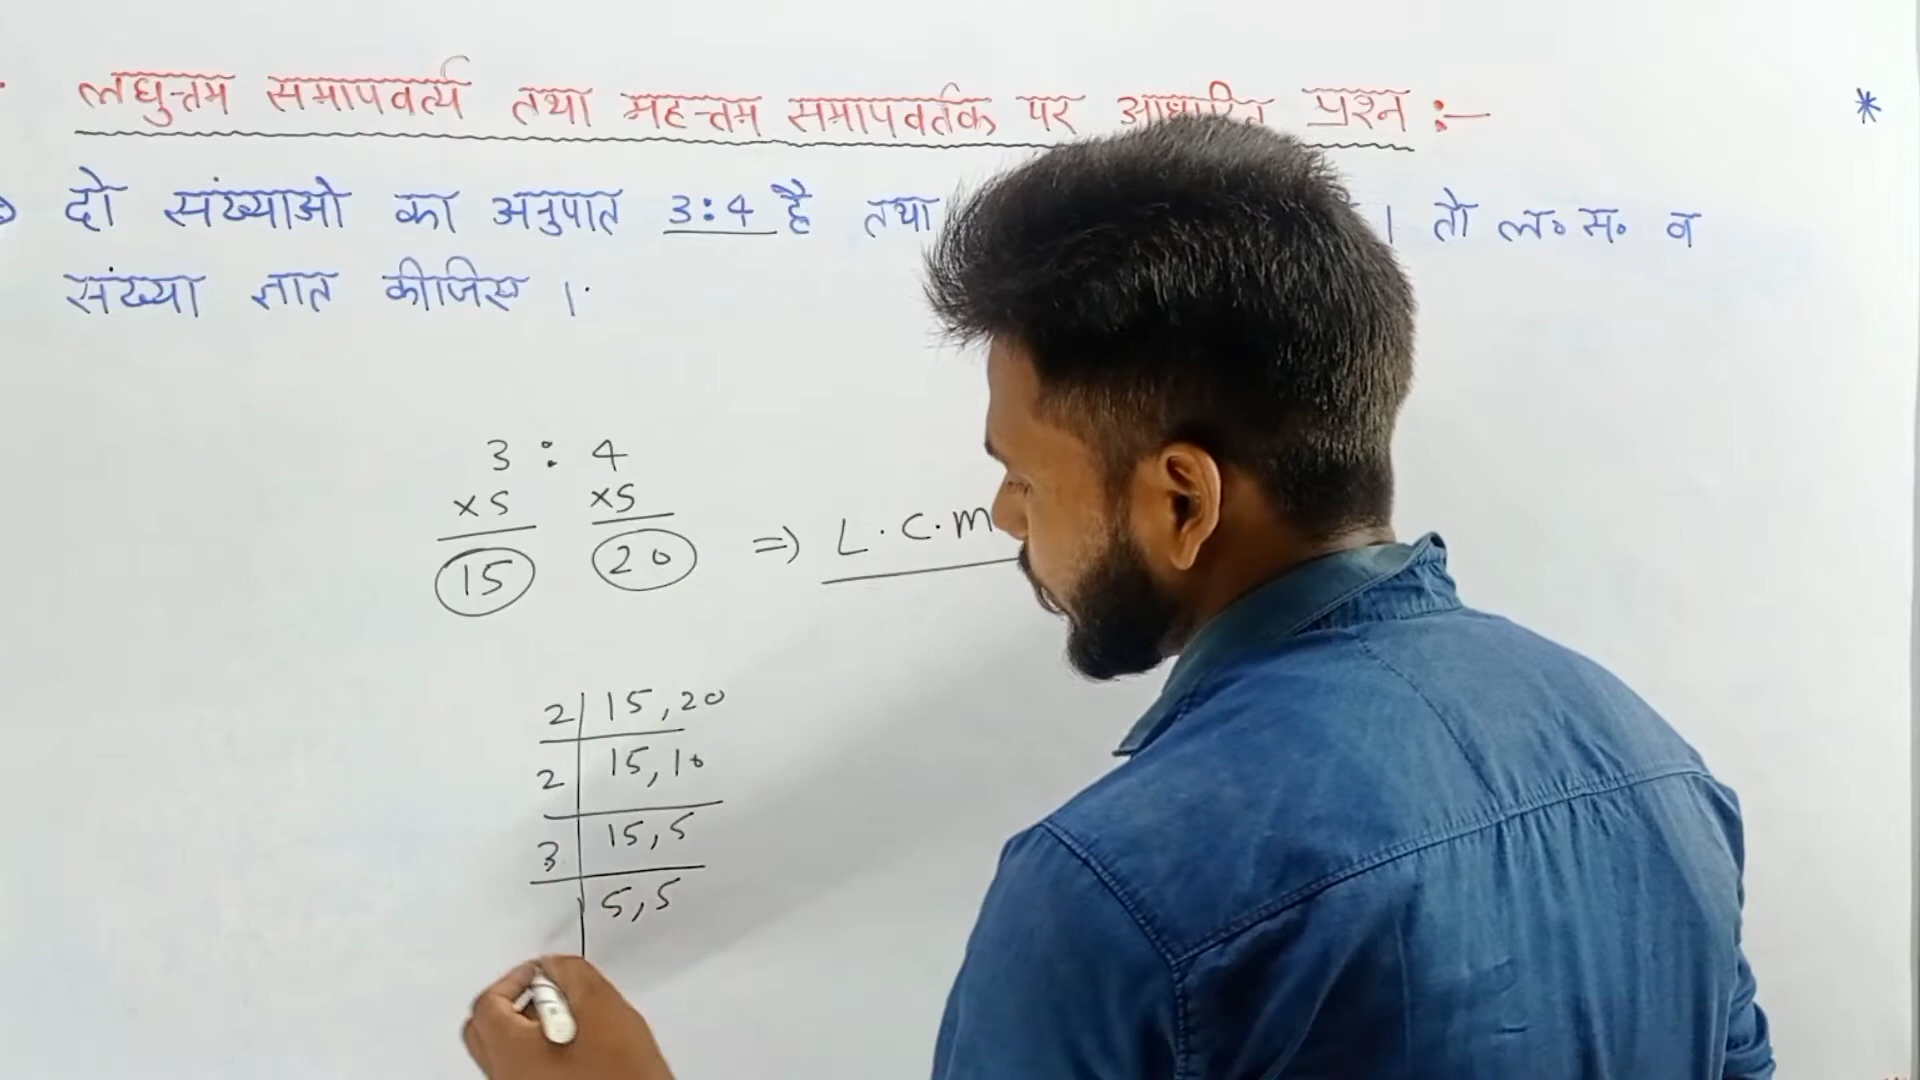 लघुत्तम समापवर्त्य तथा महत्तम समापवर्तक पर आधारित प्रश्न :-
*
दो संख्याओ का अनुपात 3:4 है तथा । तो ल॰ स॰ व
संख्या ज्ञात कीजिए ।
3 : 4
×5 ×5
15 20 => L.C.M
2 | 15, 20
2 | 15, 10
3 | 15, 5
5, 5